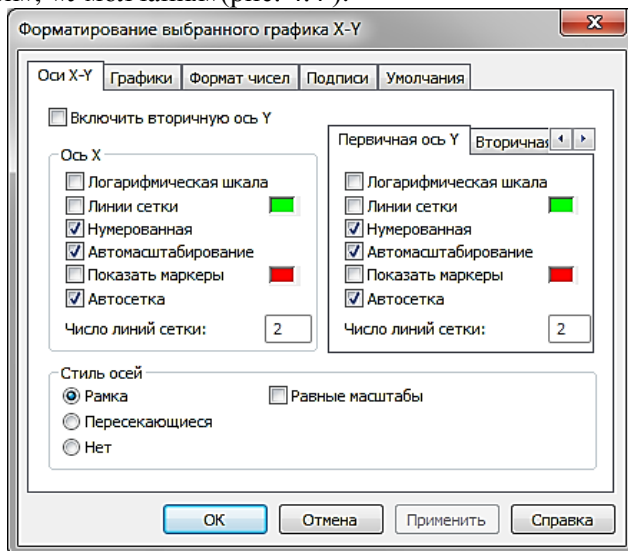 Форматирование выбранного графика X-Y
Оси X-Y Графики Формат чисел Подписи Умолчания
Включить вторичную ось Y
Ось X
Логарифмическая шкала
Линии сетки
Нумерованная
Автомасштабирование
Показать маркеры
Автосетка
Число линий сетки: 2
Первичная ось Y Вторичная
Логарифмическая шкала
Линии сетки
Нумерованная
Автомасштабирование
Показать маркеры
Автосетка
Число линий сетки: 2
Стиль осей
Рамка Равные масштабы
Пересекающиеся
Нет
OK Отмена Применить Справка